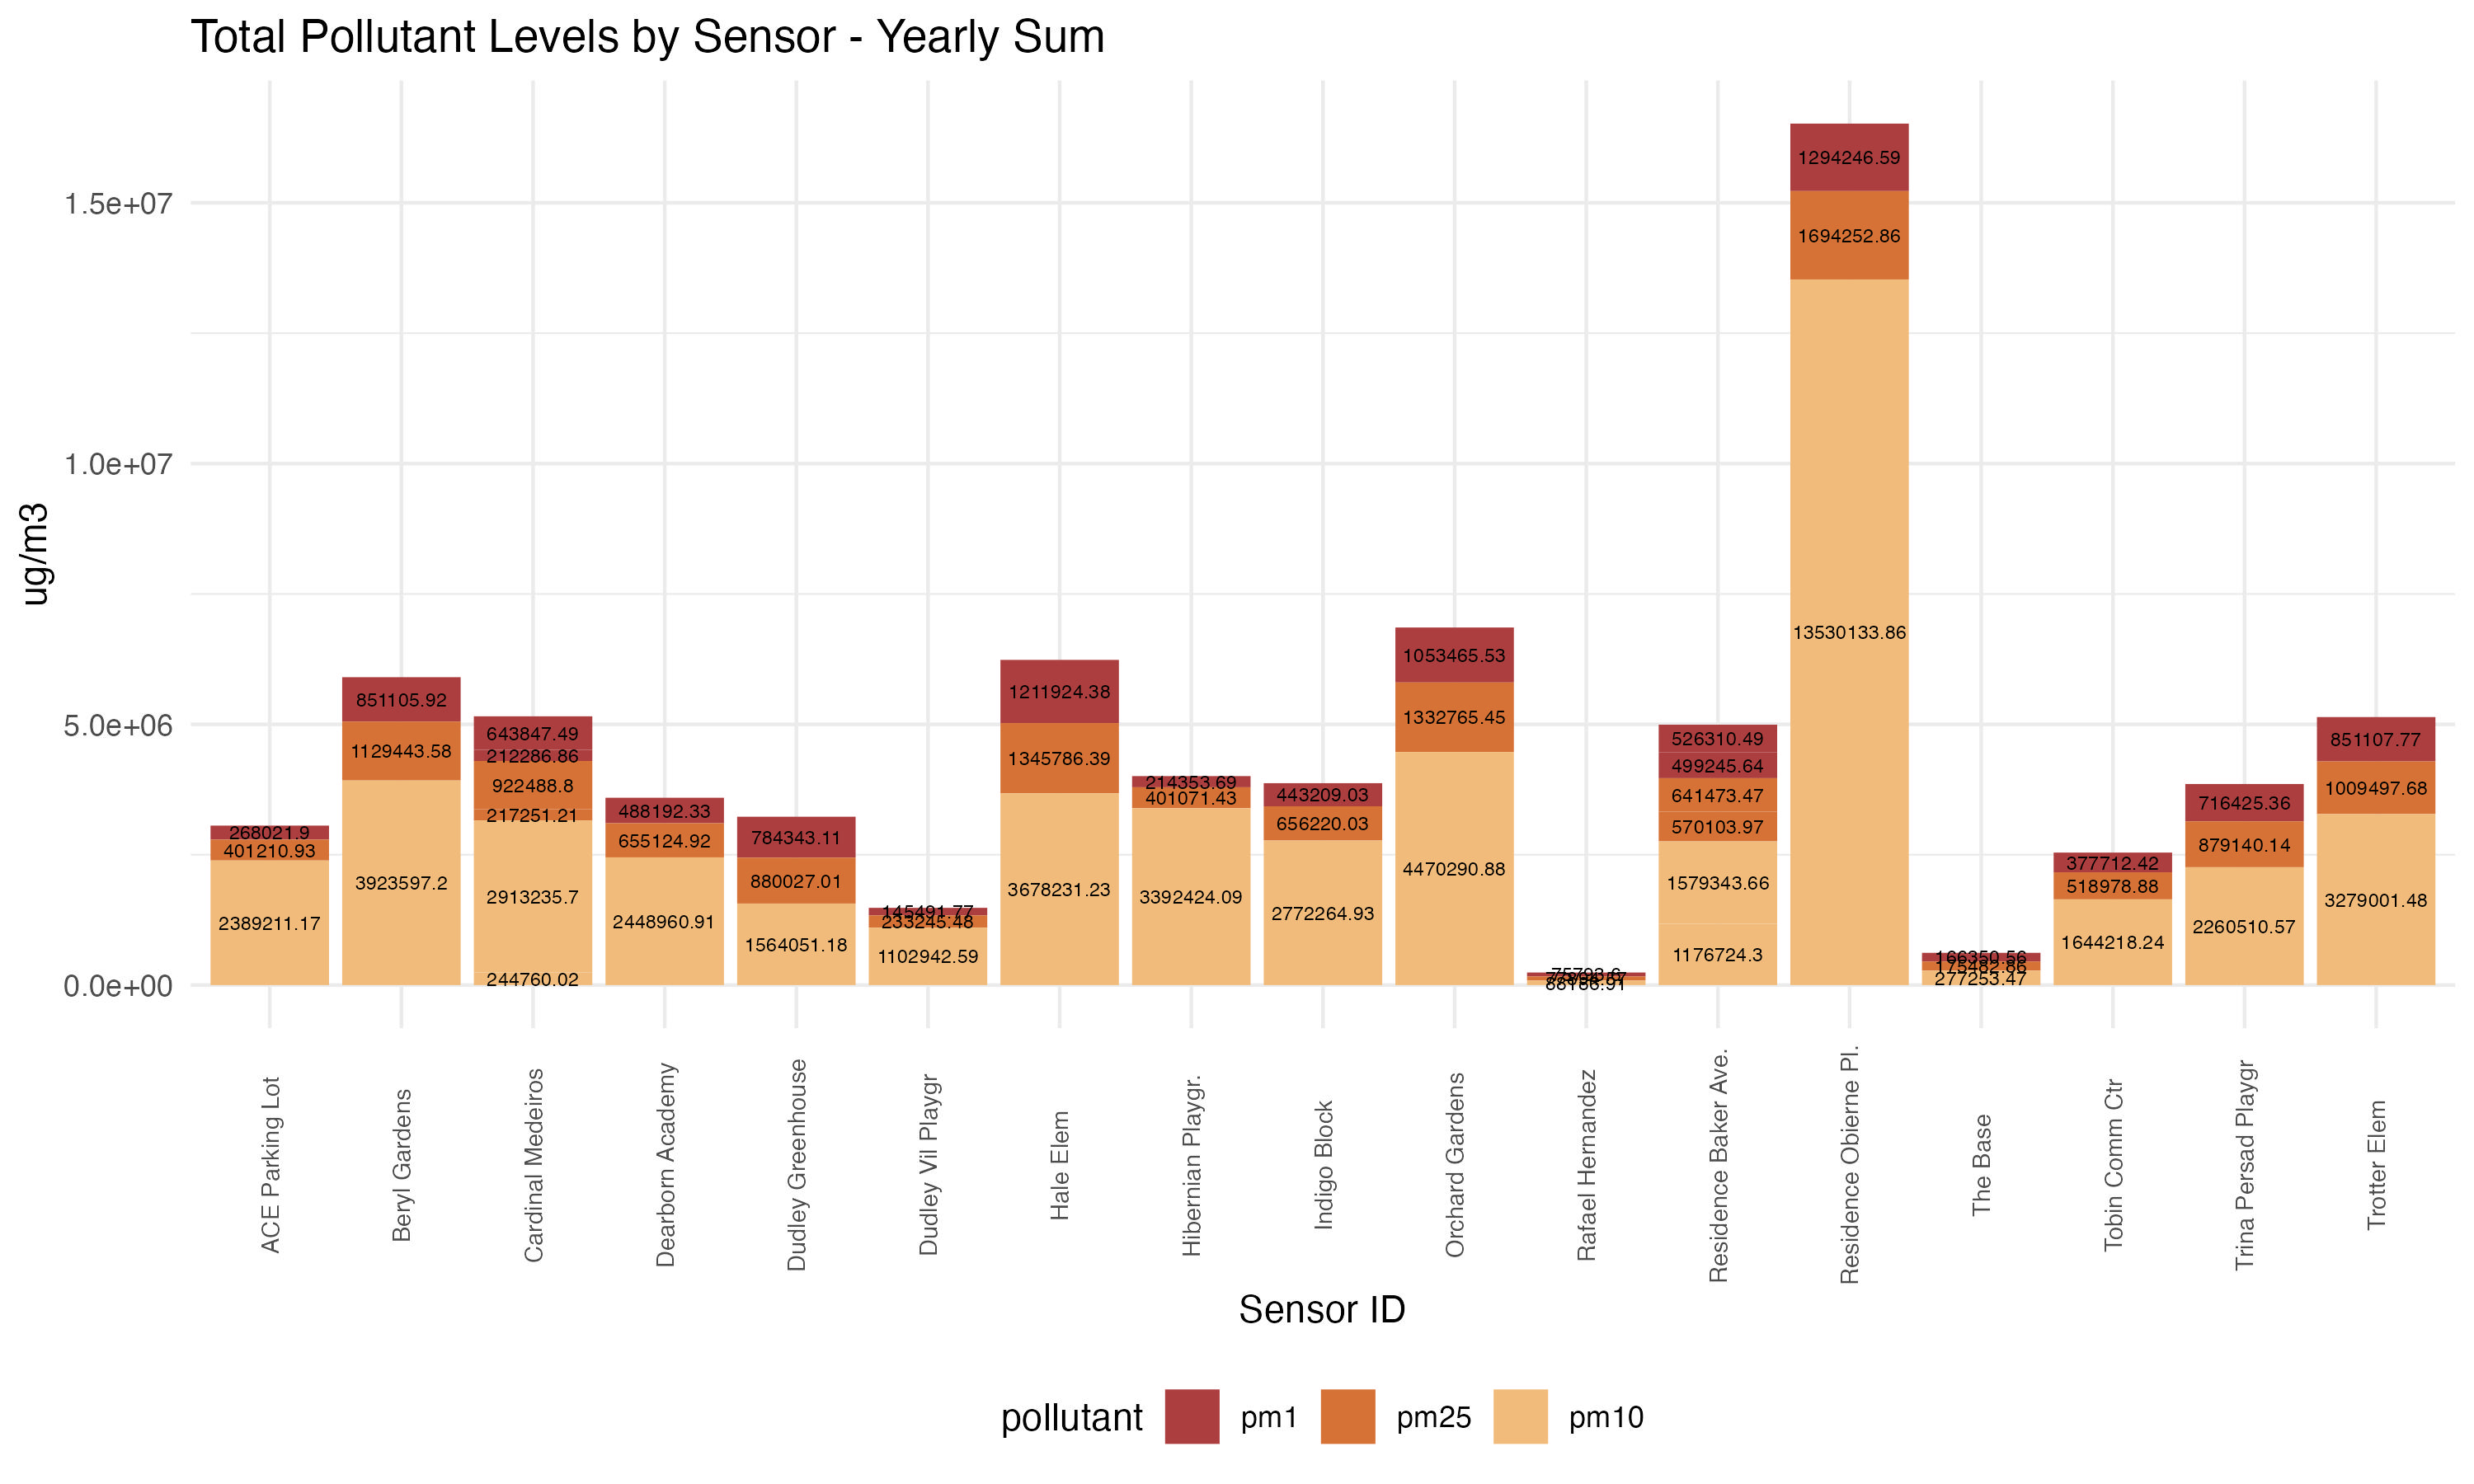 Total Pollutant Levels by Sensor - Yearly Sum
ug/m3
1.5e+07
1.0e+07
5.0e+06
0.0e+00
268021.9
401210.93
2389211.17
851105.92
1129443.58
3923597.2
643847.49
212286.86
922488.8
217251.21
2913235.7
244760.02
488192.33
655124.92
2448960.91
784343.11
880027.01
1564051.18
145491.77
233245.48
1102942.59
1211924.38
1345786.39
3678231.23
214353.69
401071.43
3392424.09
443209.03
656220.03
2772264.93
1053465.53
1332765.45
4470290.88
526310.49
499245.64
641473.47
570103.97
1579343.66
1176724.3
1294246.59
1694252.86
13530133.86
166350.56
175482.86
277253.47
377712.42
518978.88
1644218.24
716425.36
879140.14
2260510.57
851107.77
1009497.68
3279001.48
ACE Parking Lot
Beryl Gardens
Cardinal Medeiros
Dearborn Academy
Dudley Greenhouse
Dudley Vil Playgr
Hale Elem
Hibernian Playgr.
Indigo Block
Orchard Gardens
Rafael Hernandez
Residence Baker Ave.
Residence Obierne Pl.
The Base
Tobin Comm Ctr
Trina Persad Playgr
Trotter Elem
Sensor ID
pollutant pm1 pm25 pm10